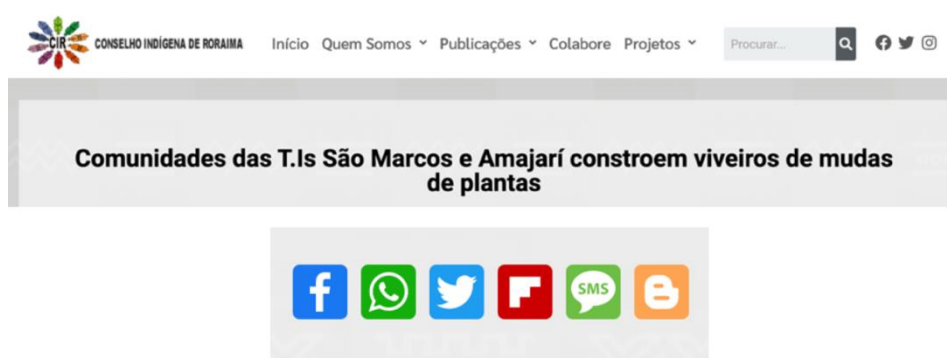 CIR CONSELHO INDÍGENA DE RORAIMA Início Quem Somos Publicações Colabore Projetos Procurar...
Comunidades das T.Is São Marcos e Amajarí constroem viveiros de mudas
de plantas
SMS